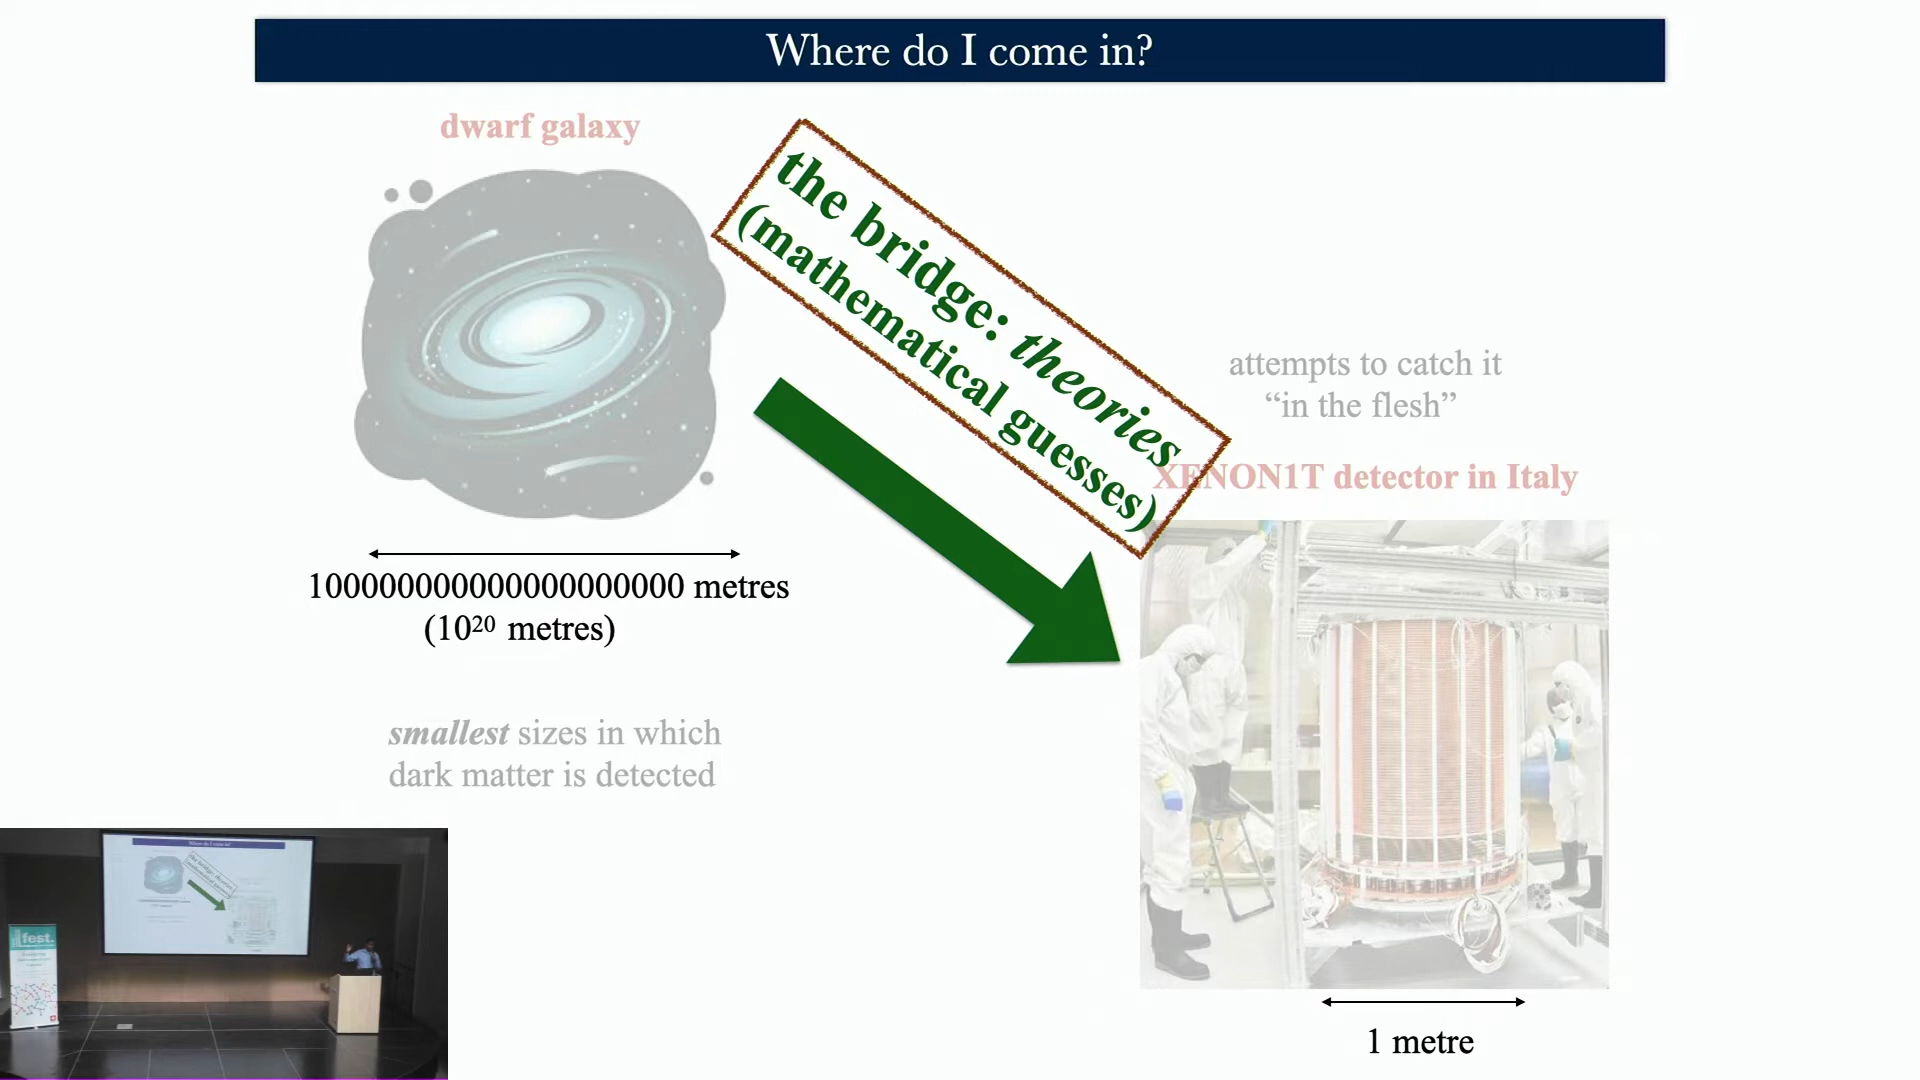 Where do I come in?
dwarf galaxy
the bridge: theories
(mathematical guesses)
attempts to catch it
“in the flesh”
XENON1T detector in Italy
100000000000000000000 metres
(10²⁰ metres)
smallest sizes in which
dark matter is detected
1 metre
fest.